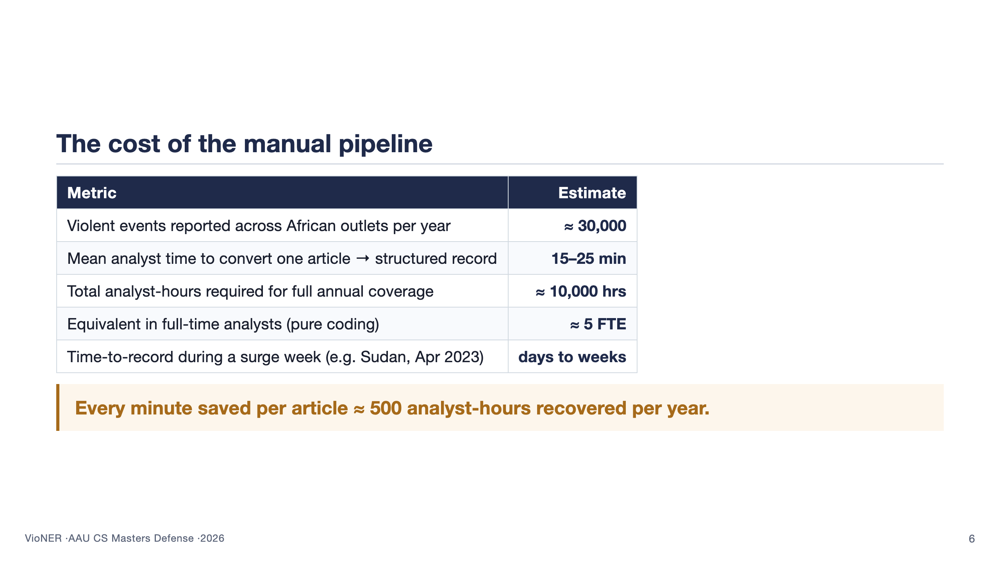 The cost of the manual pipeline
Metric Estimate
Violent events reported across African outlets per year ≈ 30,000
Mean analyst time to convert one article → structured record 15–25 min
Total analyst-hours required for full annual coverage ≈ 10,000 hrs
Equivalent in full-time analysts (pure coding) ≈ 5 FTE
Time-to-record during a surge week (e.g. Sudan, Apr 2023) days to weeks
Every minute saved per article ≈ 500 analyst-hours recovered per year.
VioNER ·AAU CS Masters Defense ·2026 6